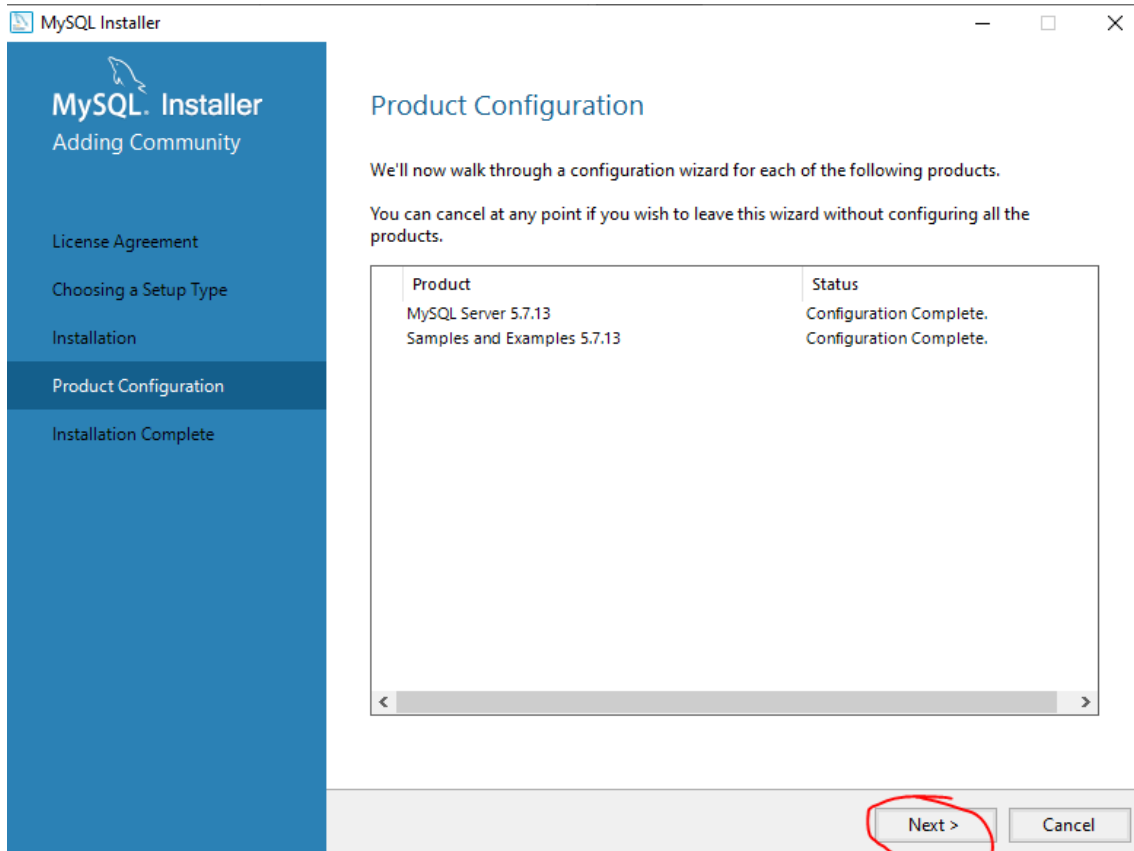 MySQL Installer
MySQL. Installer
Adding Community
License Agreement
Choosing a Setup Type
Installation
Product Configuration
Installation Complete
Product Configuration
We'll now walk through a configuration wizard for each of the following products.
You can cancel at any point if you wish to leave this wizard without configuring all the
products.
Product Status
MySQL Server 5.7.13 Configuration Complete.
Samples and Examples 5.7.13 Configuration Complete.
Next > Cancel